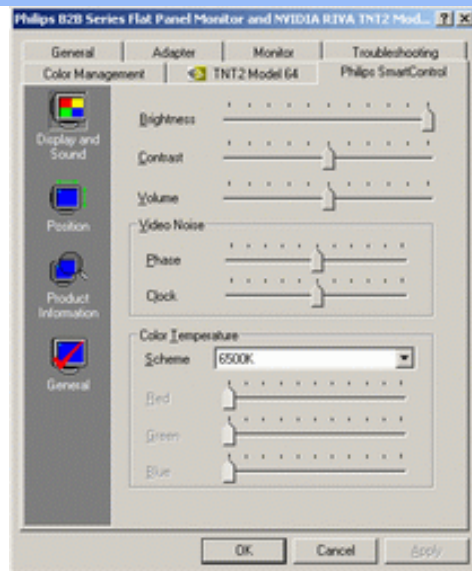 Philips B2B Series Flat Panel Monitor and NVIDIA RIVA TNT2 Mod...
General Adapter Monitor Troubleshooting
Color Management TNT2 Model 64 Philips SmartControl
Display and
Sound
Position
Product
Information
General
Brightness
Contrast
Volume
Video Noise
Phase
Clock
Color Temperature
Scheme 6500K
Red
Green
Blue
OK Cancel Apply